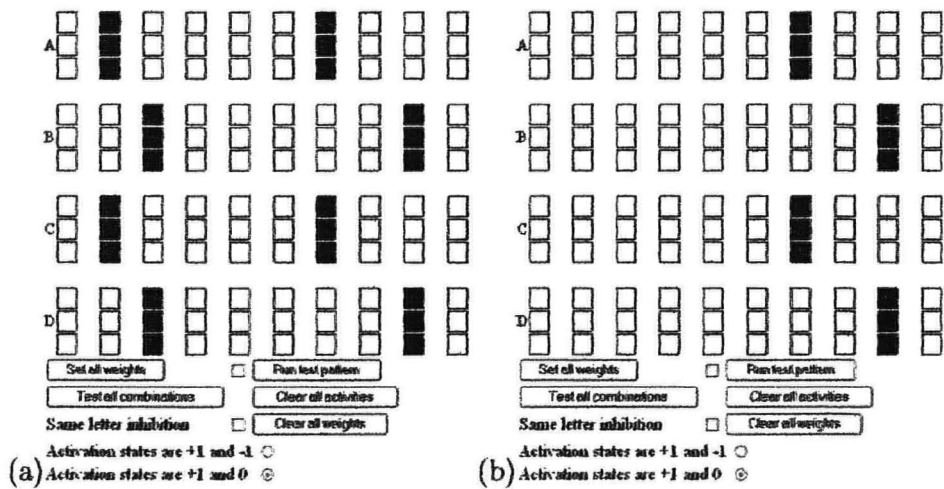 A
A
B
B
C
C
D
D
Set all weights Run test pattern Set all weights Run test pattern
Test all combinations Clear all activities Test all combinations Clear all activities
Same letter inhibition Clear all weights Same letter inhibition Clear all weights
Activation states are +1 and -1 Activation states are +1 and -1
(a) Activation states are +1 and 0 (b) Activation states are +1 and 0